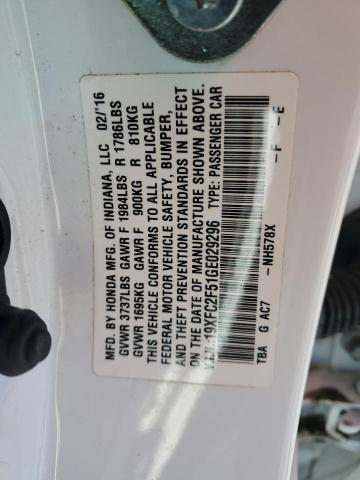 MFD. BY HONDA MFG. OF INDIANA, LLC 02/'16
GVWR 3737LBS GAWR F 1984LBS R 1786LBS
GVWR 1695KG GAWR F 900KG R 810KG
THIS VEHICLE CONFORMS TO ALL APPLICABLE
FEDERAL MOTOR VEHICLE SAFETY, BUMPER,
AND THEFT PREVENTION STANDARDS IN EFFECT
ON THE DATE OF MANUFACTURE SHOWN ABOVE.
V.I.N.:19XFC2F51GE029296 TYPE: PASSENGER CAR
-NH578X -F -E
TBA G AC7